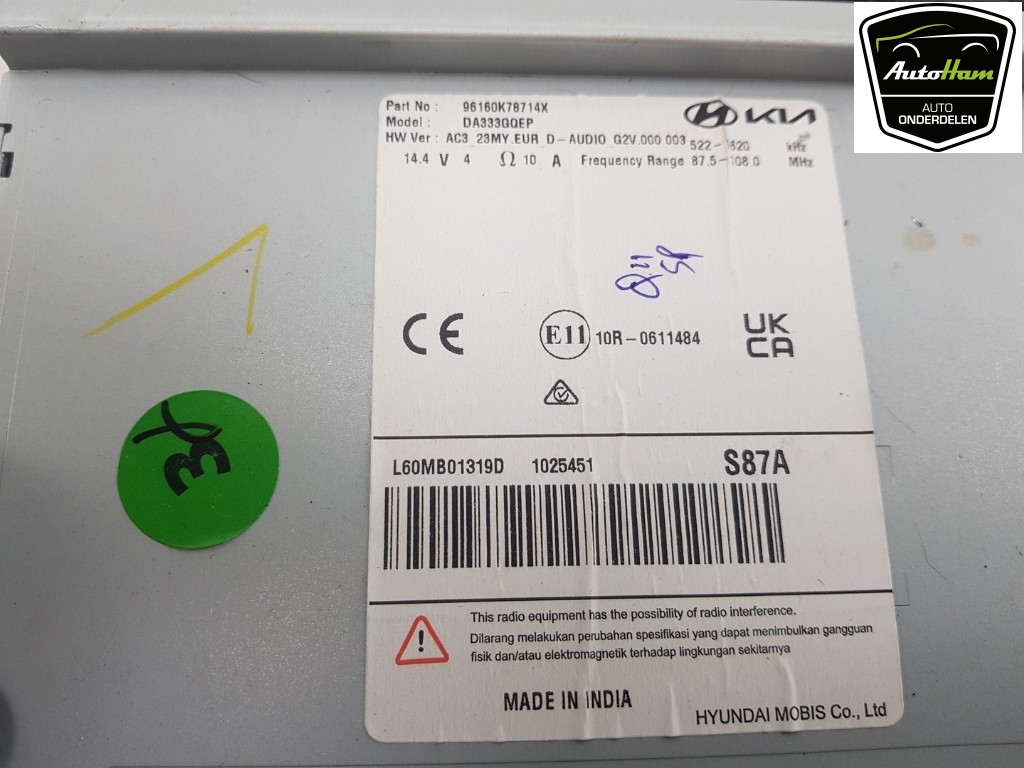 AutoHam
AUTO
ONDERDELEN
Part No : 96160K78714X
Model : DA333GQEP
HW Ver : AC3_23MY.EUR_D-AUDIO_G2V.000 003
522-1620 kHz
14.4 V 4 Ω 10 A Frequency Range 87.5-108.0 MHz
KIA
CE
E11 10R-0611484
UK
CA
L60MB01319D 1025451 S87A
This radio equipment has the possibility of radio interference.
Dilarang melakukan perubahan spesifikasi yang dapat menimbulkan gangguan
fisik dan/atau elektromagnetik terhadap lingkungan sekitarnya
MADE IN INDIA
HYUNDAI MOBIS Co., Ltd